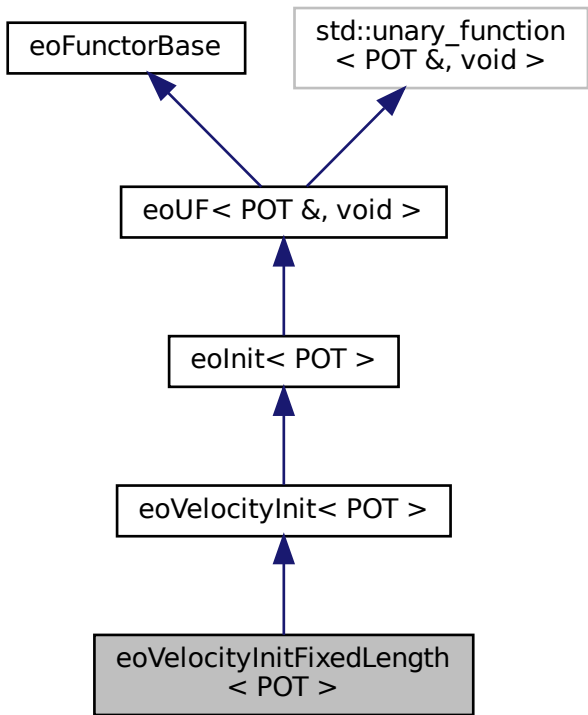 eoFunctorBase
std::unary_function
< POT &, void >
eoUF< POT &, void >
eoInit< POT >
eoVelocityInit< POT >
eoVelocityInitFixedLength
< POT >